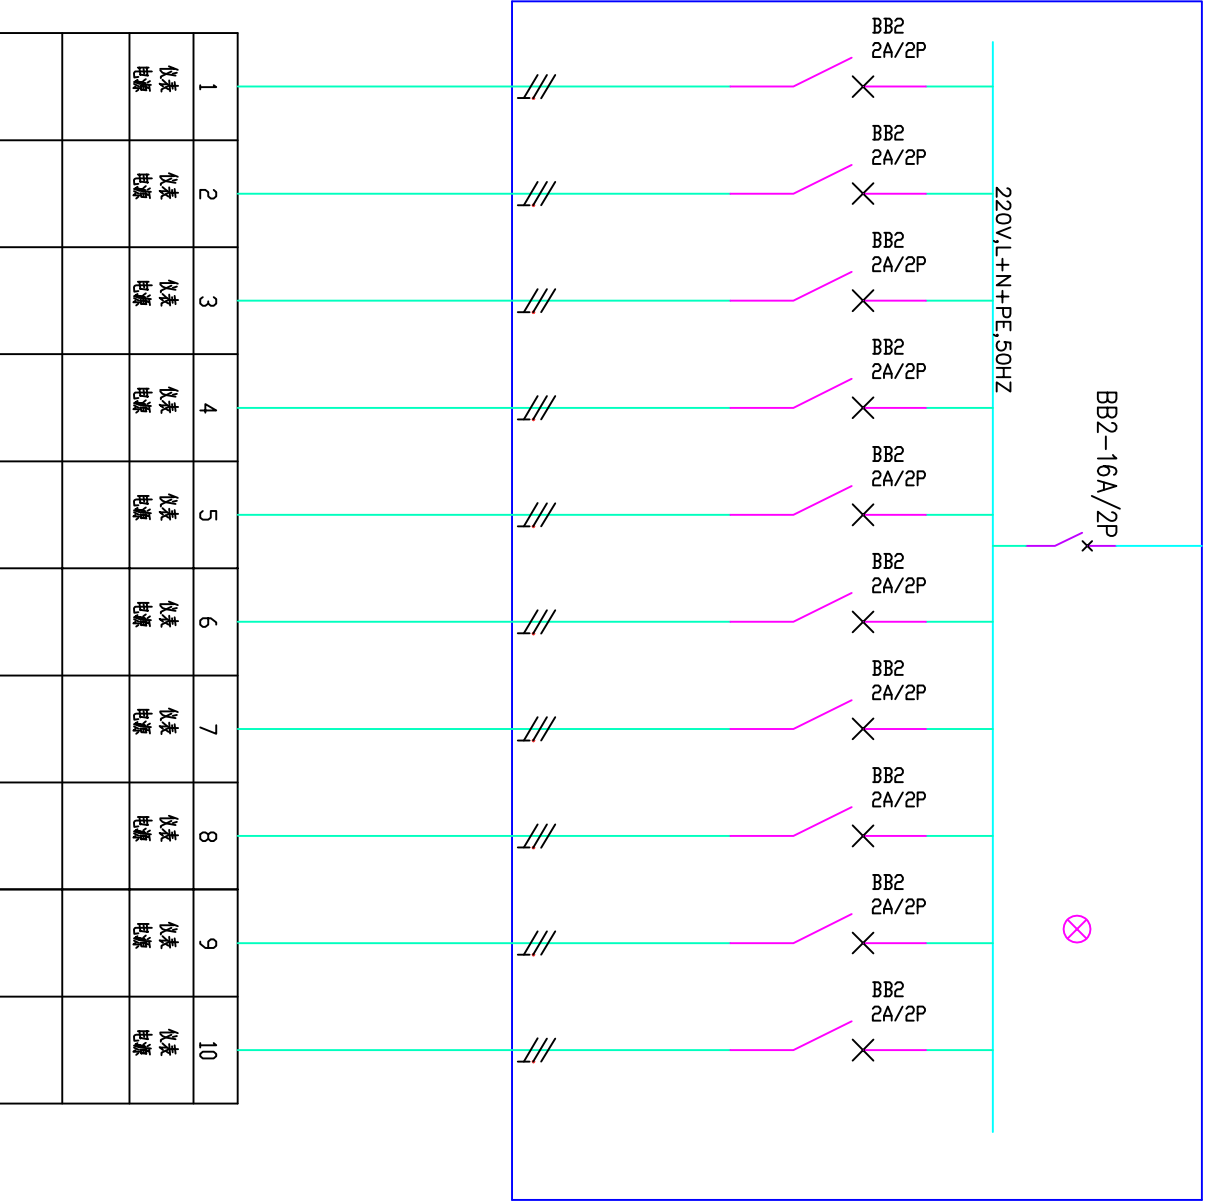 BB2
2A/2P
BB2
2A/2P
BB2
2A/2P
BB2
2A/2P
BB2
2A/2P
BB2
2A/2P
BB2
2A/2P
BB2
2A/2P
BB2
2A/2P
BB2
2A/2P
220V,L+N+PE,50HZ
BB2-16A/2P
1
仪表
电源
2
仪表
电源
3
仪表
电源
4
仪表
电源
5
仪表
电源
6
仪表
电源
7
仪表
电源
8
仪表
电源
9
仪表
电源
10
仪表
电源